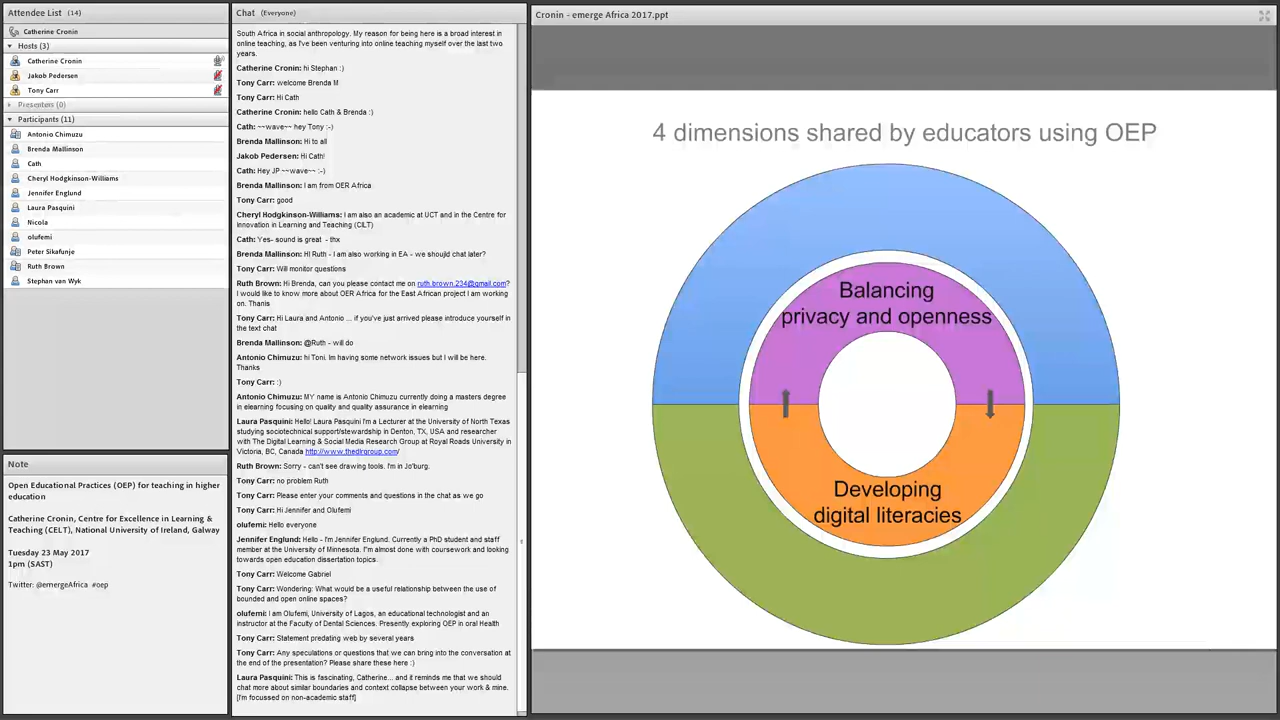 Attendee List (14)
Catherine Cronin
Hosts (3)
Catherine Cronin
Jakob Pedersen
Tony Carr
Presenters (0)
Participants (11)
Antonio Chimuzu
Brenda Mallinson
Cath
Cheryl Hodgkinson-Williams
Jennifer Englund
Laura Pasquini
Nicola
olufemi
Peter Sikafunje
Ruth Brown
Stephan van Wyk
Note
Open Educational Practices (OEP) for teaching in higher
education
Catherine Cronin, Centre for Excellence in Learning &
Teaching (CELT), National University of Ireland, Galway
Tuesday 23 May 2017
1pm (SAST)
Twitter: @emergeAfrica #oep
Chat (Everyone)
South Africa in social anthropology. My reason for being here is a broad interest in
online teaching, as I've been venturing into online teaching myself over the last two
years.
Catherine Cronin: hi Stephan :)
Tony Carr: welcome Brenda M
Tony Carr: Hi Cath
Catherine Cronin: hello Cath & Brenda :)
Cath: ~~wave~~ hey Tony :-)
Brenda Mallinson: Hi to all
Jakob Pedersen: Hi Cath!
Cath: Hey JP ~~wave~~ :-)
Brenda Mallinson: I am from OER Africa
Tony Carr: good
Cheryl Hodgkinson-Williams: I am also an academic at UCT and in the Centre for
Innovation in Learning and Teaching (CILT)
Cath: Yes- sound is great - thx
Brenda Mallinson: HI Ruth - I am also working in EA - we shoujld chat later?
Tony Carr: Will monitor questions
Ruth Brown: Hi Brenda, can you please contact me on ruth.brown.234@gmail.com?
I would like to know more about OER Africa for the East African project I am working
on. Thanis
Tony Carr: Hi Laura and Antonio ... if you've just arrived please introduce yourself in
the text chat
Brenda Mallinson: @Ruth - will do
Antonio Chimuzu: hi Toni. Im having some network issues but I will be here.
Thanks
Tony Carr: :)
Antonio Chimuzu: MY name is Antonio Chimuzu currently doing a masters degree
in elearning focusing on quality and quality assurance in elearning
Laura Pasquini: Hello! Laura Pasquini I'm a Lecturer at the University of North Texas
studying sociotechnical support/stewardship in Denton, TX, USA and researcher
with The Digital Learning & Social Media Research Group at Royal Roads University in
Victoria, BC, Canada http://www.thedlrgroup.com/
Ruth Brown: Sorry - can't see drawing tools. I'm in Jo'burg.
Tony Carr: no problem Ruth
Tony Carr: Please enter your comments and questions in the chat as we go
Tony Carr: Hi Jennifer and Olufemi
olufemi: Hello everyone
Jennifer Englund: Hello - I'm Jennifer Englund. Currently a PhD student and staff
member at the University of Minnesota. I"m almost done with coursework and looking
towards open education dissertation topics.
Tony Carr: Welcome Gabriel
Tony Carr: Wondering: What would be a useful relationship between the use of
bounded and open online spaces?
olufemi: I am Olufemi, University of Lagos, an educational technologist and an
instructor at the Faculty of Dental Sciences. Presently exploring OEP in oral Health
Tony Carr: Statement predating web by several years
Tony Carr: Any speculations or questions that we can bring into the conversation at
the end of the presentation? Please share these here :)
Laura Pasquini: This is fascinating, Catherine... and it reminds me that we should
chat more about similar boundaries and context collapse between your work & mine.
[I'm focussed on non-academic staff]
Cronin - emerge Africa 2017.ppt
4 dimensions shared by educators using OEP
Balancing
privacy and openness
Developing
digital literacies